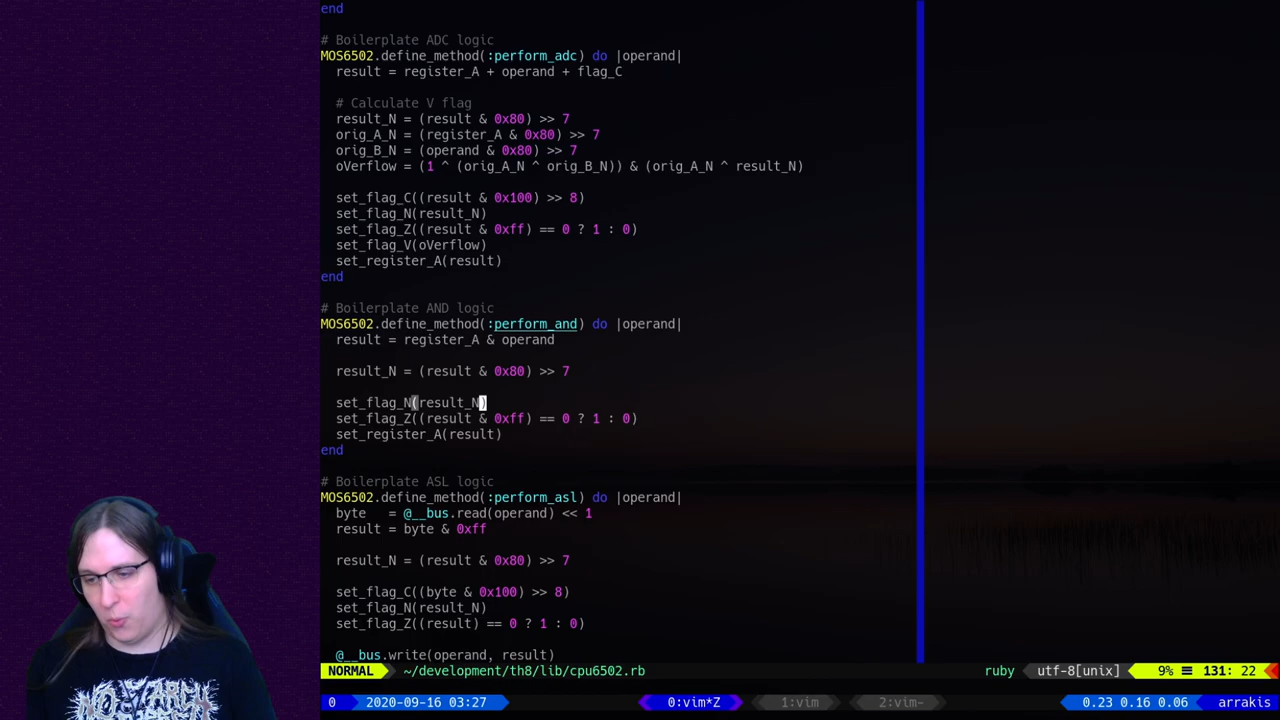 end
# Boilerplate ADC logic
MOS6502.define_method(:perform_adc) do |operand|
  result = register_A + operand + flag_C
  # Calculate V flag
  result_N = (result & 0x80) >> 7
  orig_A_N = (register_A & 0x80) >> 7
  orig_B_N = (operand & 0x80) >> 7
  oVerflow = (1 ^ (orig_A_N ^ orig_B_N)) & (orig_A_N ^ result_N)
  set_flag_C((result & 0x100) >> 8)
  set_flag_N(result_N)
  set_flag_Z((result & 0xff) == 0 ? 1 : 0)
  set_flag_V(oVerflow)
  set_register_A(result)
end
# Boilerplate AND logic
MOS6502.define_method(:perform_and) do |operand|
  result = register_A & operand
  result_N = (result & 0x80) >> 7
  set_flag_N(result_N)
  set_flag_Z((result & 0xff) == 0 ? 1 : 0)
  set_register_A(result)
end
# Boilerplate ASL logic
MOS6502.define_method(:perform_asl) do |operand|
  byte   = @__bus.read(operand) << 1
  result = byte & 0xff
  result_N = (result & 0x80) >> 7
  set_flag_C((byte & 0x100) >> 8)
  set_flag_N(result_N)
  set_flag_Z((result) == 0 ? 1 : 0)
  @__bus.write(operand, result)
NORMAL ~/development/th8/lib/cpu6502.rb ruby utf-8[unix] 9% ☰ 131: 22
0 2020-09-16 03:27 0:vim*Z 1:vim 2:vim- 0.23 0.16 0.06 arrakis